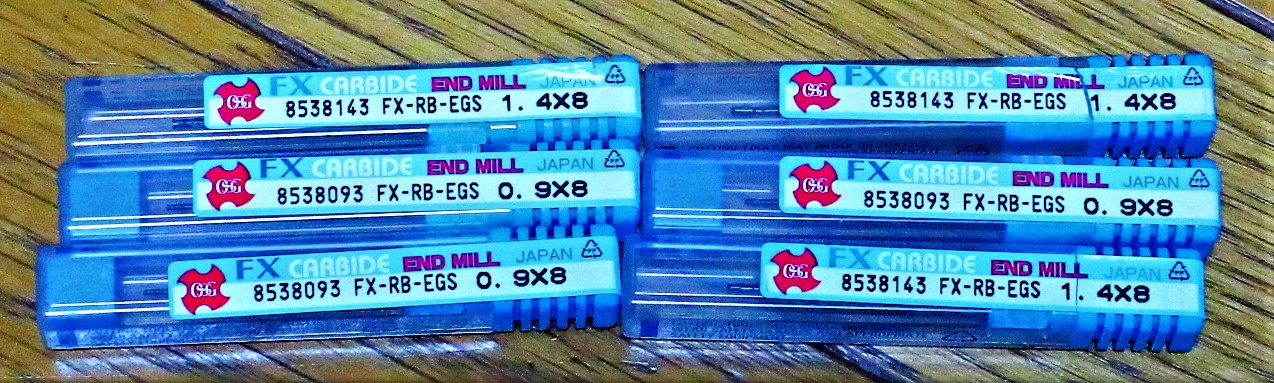 OSG FX CARBIDE END MILL JAPAN
8538143 FX-RB-EGS 1.4X8
OSG FX CARBIDE END MILL JAPAN
8538143 FX-RB-EGS 1.4X8
OSG FX CARBIDE END MILL JAPAN
8538093 FX-RB-EGS 0.9X8
OSG FX CARBIDE END MILL JAPAN
8538093 FX-RB-EGS 0.9X8
OSG FX CARBIDE END MILL JAPAN
8538093 FX-RB-EGS 0.9X8
OSG FX CARBIDE END MILL JAPAN
8538143 FX-RB-EGS 1.4X8